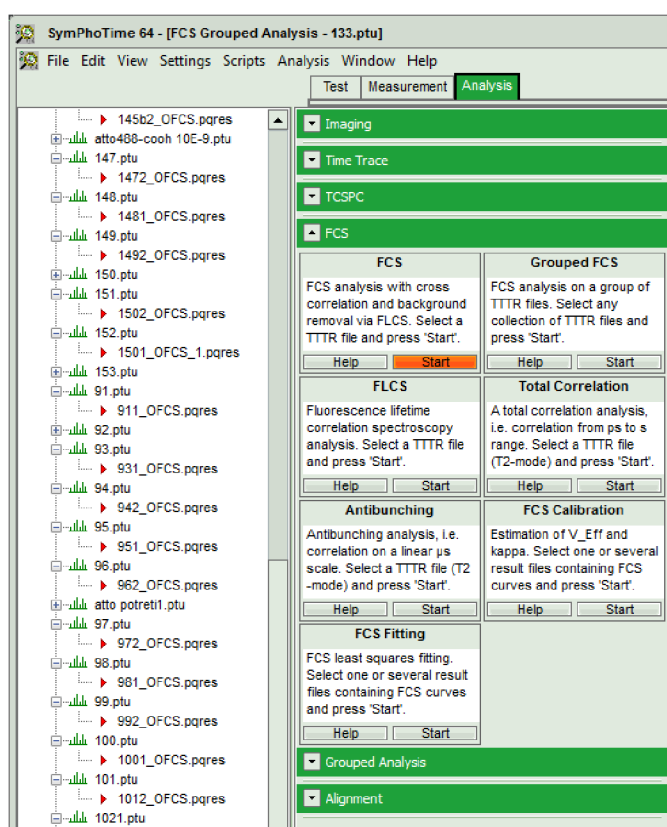 SymPhoTime 64 - [FCS Grouped Analysis - 133.ptu]
File Edit View Settings Scripts Analysis Window Help
Test Measurement Analysis
145b2_OFCS.pqres
atto488-cooh 10E-9.ptu
147.ptu
1472_OFCS.pqres
148.ptu
1481_OFCS.pqres
149.ptu
1492_OFCS.pqres
150.ptu
151.ptu
1502_OFCS.pqres
152.ptu
1501_OFCS_1.pqres
153.ptu
91.ptu
911_OFCS.pqres
92.ptu
93.ptu
931_OFCS.pqres
94.ptu
942_OFCS.pqres
95.ptu
951_OFCS.pqres
96.ptu
962_OFCS.pqres
atto potreti1.ptu
97.ptu
972_OFCS.pqres
98.ptu
981_OFCS.pqres
99.ptu
992_OFCS.pqres
100.ptu
1001_OFCS.pqres
101.ptu
1012_OFCS.pqres
1021.ptu
Imaging
Time Trace
TCSPC
FCS
FCS
FCS analysis with cross
correlation and background
removal via FLCS. Select a
TTTR file and press 'Start'.
Help Start
Grouped FCS
FCS analysis on a group of
TTTR files. Select any
collection of TTTR files and
press 'Start'.
Help Start
FLCS
Fluorescence lifetime
correlation spectroscopy
analysis. Select a TTTR file
and press 'Start'.
Help Start
Total Correlation
A total correlation analysis,
i.e. correlation from ps to s
range. Select a TTTR file
(T2-mode) and press 'Start'.
Help Start
Antibunching
Antibunching analysis, i.e.
correlation on a linear µs
scale. Select a TTTR file (T2
-mode) and press 'Start'.
Help Start
FCS Calibration
Estimation of V_Eff and
kappa. Select one or several
result files containing FCS
curves and press 'Start'.
Help Start
FCS Fitting
FCS least squares fitting.
Select one or several result
files containing FCS curves
and press 'Start'.
Help Start
Grouped Analysis
Alignment